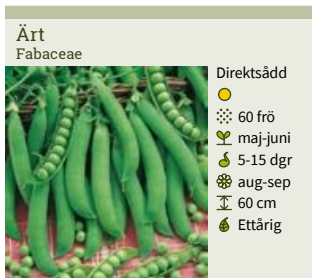 Ärt
Fabaceae
Direktsådd
60 frö
maj-juni
5-15 dgr
aug-sep
60 cm
Ettårig